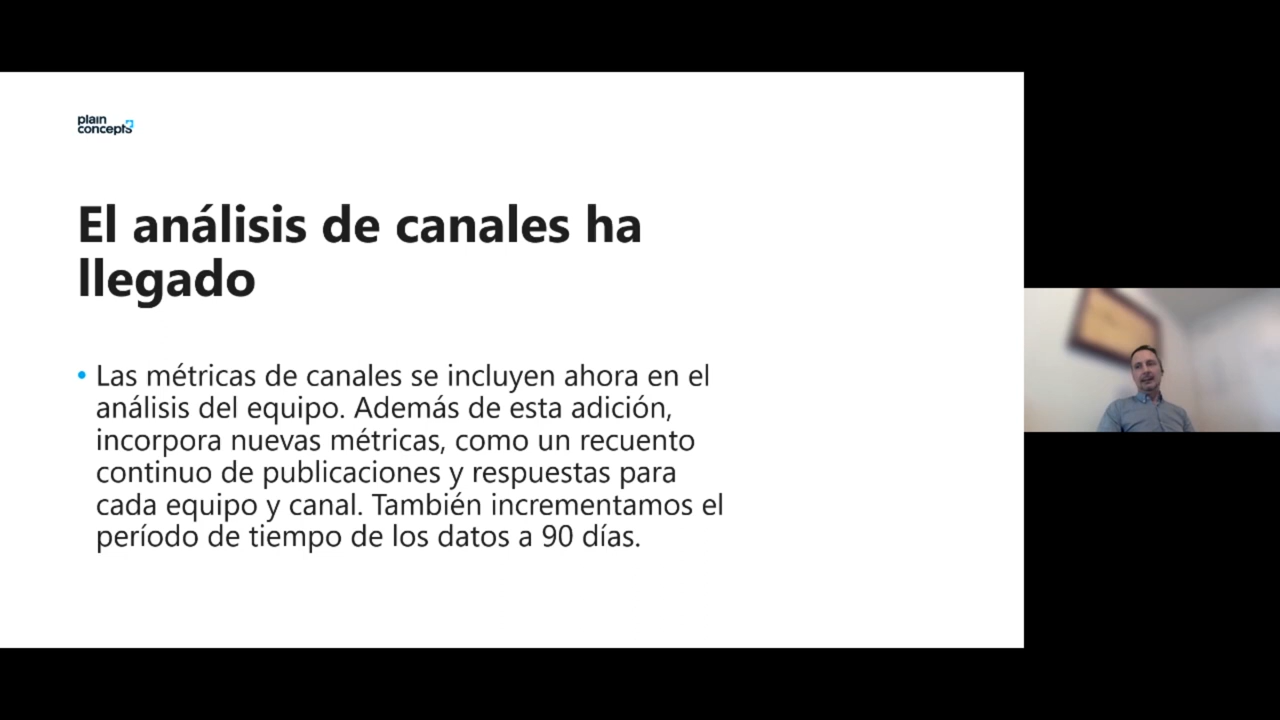 plain
concepts
El análisis de canales ha
llegado
• Las métricas de canales se incluyen ahora en el
análisis del equipo. Además de esta adición,
incorpora nuevas métricas, como un recuento
continuo de publicaciones y respuestas para
cada equipo y canal. También incrementamos el
período de tiempo de los datos a 90 días.